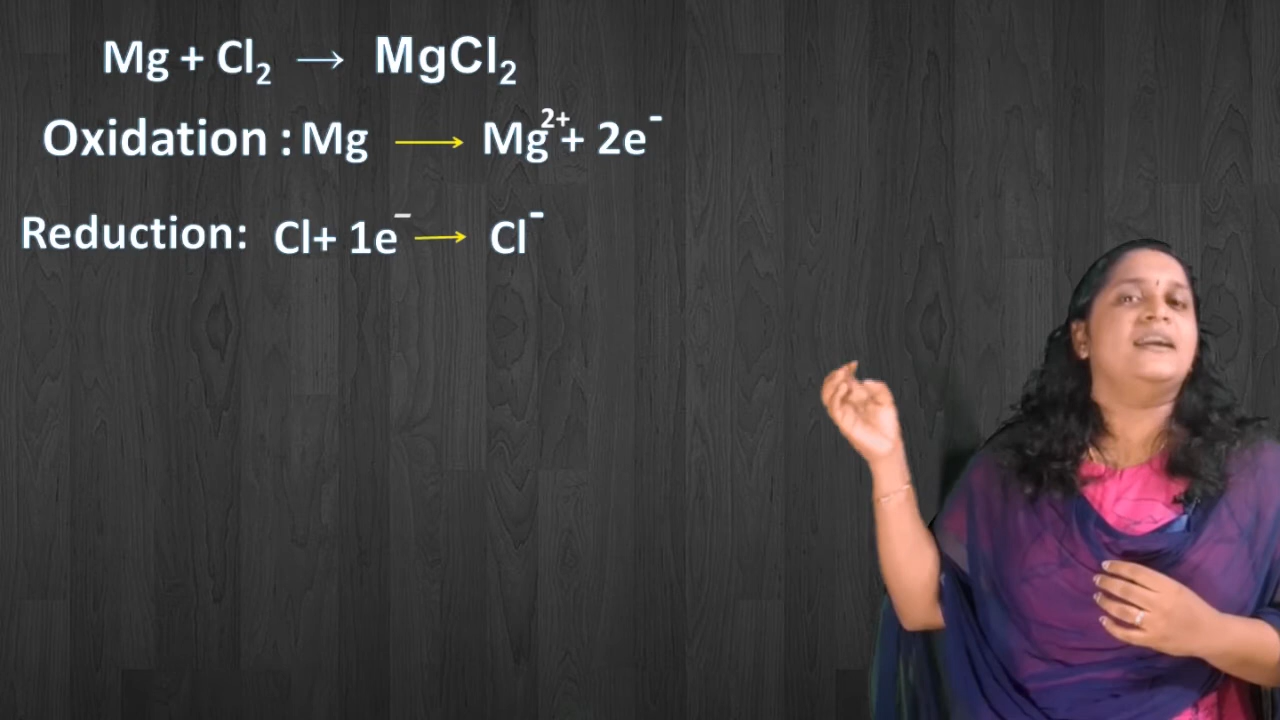 Mg + Cl₂ → MgCl₂
Oxidation : Mg → Mg²⁺ + 2e⁻
Reduction: Cl+ 1e⁻ → Cl⁻